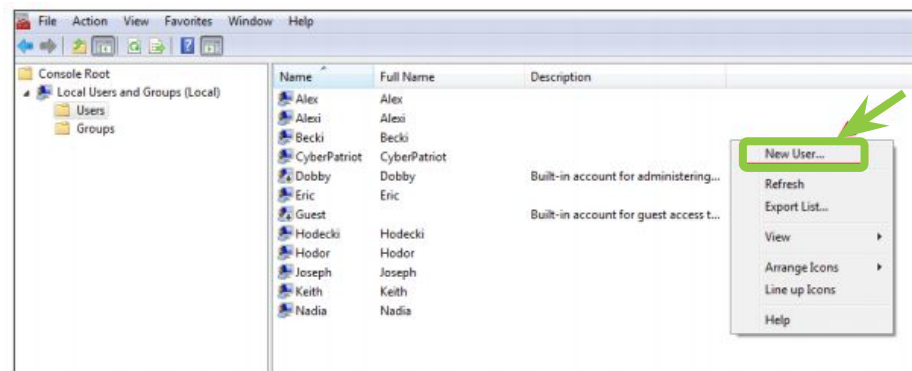 File Action View Favorites Window Help
Console Root
Local Users and Groups (Local)
Users
Groups
Name Full Name Description
Alex Alex
Alexi Alexi
Becki Becki
CyberPatriot CyberPatriot
Dobby Dobby Built-in account for administering...
Eric Eric
Guest Built-in account for guest access t...
Hodecki Hodecki
Hodor Hodor
Joseph Joseph
Keith Keith
Nadia Nadia
New User...
Refresh
Export List...
View
Arrange Icons
Line up Icons
Help